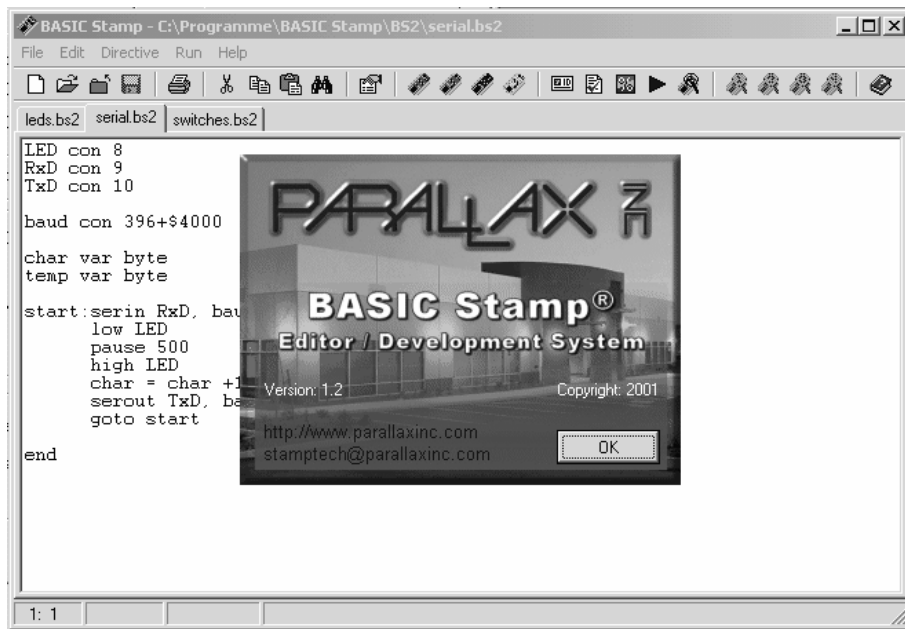 BASIC Stamp - C:\Programme\BASIC Stamp\BS2\serial.bs2
File Edit Directive Run Help
leds.bs2 serial.bs2 switches.bs2
LED con 8
RxD con 9
TxD con 10
baud con 396+$4000
char var byte
temp var byte
start:serin RxD, bau
low LED
pause 500
high LED
char = char +1
serout TxD, ba
goto start
end
PARALLAX
BASIC Stamp®
Editor / Development System
Version: 1.2 Copyright: 2001
http://www.parallaxinc.com
stamptech@parallaxinc.com
OK
1: 1